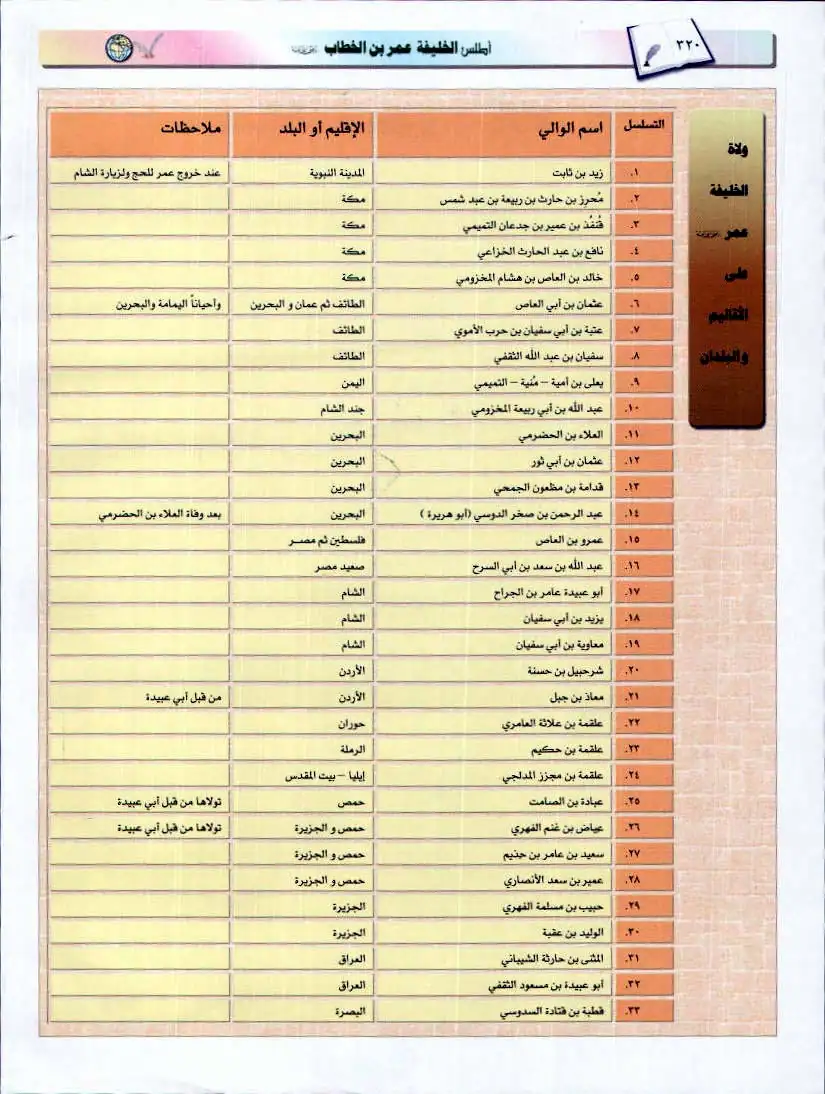 ٣٢٠
أطلس الخليفة عمر بن الخطاب
ولاة
الخليفة
عمر
على
الأقاليم
والبلدان
التسلسل اسم الوالي الإقليم أو البلد ملاحظات
١. زيد بن ثابت المدينة النبوية عند خروج عمر للحج ولزيارة الشام
٢. مُحرز بن حارث بن ربيعة بن عبد شمس مكة
٣. قُنفُذ بن عمير بن جدعان التميمي مكة
٤. نافع بن عبد الحارث الخزاعي مكة
٥. خالد بن العاص بن هشام المخزومي مكة
٦. عثمان بن أبي العاص الطائف ثم عمان و البحرين وأحياناً اليمامة والبحرين
٧. عتبة بن أبي سفيان بن حرب الأموي الطائف
٨. سفيان بن عبد الله الثقفي الطائف
٩. يعلى بن أمية – مُنية – التميمي اليمن
١٠. عبد الله بن أبي ربيعة المخزومي جند الشام
١١. العلاء بن الحضرمي البحرين
١٢. عثمان بن أبي ثور البحرين
١٣. قدامة بن مظعون الجمحي البحرين
١٤. عبد الرحمن بن صخر الدوسي (أبو هريرة ) البحرين بعد وفاة العلاء بن الحضرمي
١٥. عمرو بن العاص فلسطين ثم مصر
١٦. عبد الله بن سعد بن أبي السرح صعيد مصر
١٧. أبو عبيدة عامر بن الجراح الشام
١٨. يزيد بن أبي سفيان الشام
١٩. معاوية بن أبي سفيان الشام
٢٠. شرحبيل بن حسنة الأردن
٢١. معاذ بن جبل الأردن من قبل أبي عبيدة
٢٢. علقمة بن علاثة العامري حوران
٢٣. علقمة بن حكيم الرملة
٢٤. علقمة بن مجزز المدلجي إيليا – بيت المقدس
٢٥. عبادة بن الصامت حمص تولاها من قبل أبي عبيدة
٢٦. عياض بن غنم الفهري حمص و الجزيرة تولاها من قبل أبي عبيدة
٢٧. سعيد بن عامر بن حذيم حمص و الجزيرة
٢٨. عمير بن سعد الأنصاري حمص و الجزيرة
٢٩. حبيب بن مسلمة الفهري الجزيرة
٣٠. الوليد بن عقبة الجزيرة
٣١. المثنى بن حارثة الشيباني العراق
٣٢. أبو عبيدة بن مسعود الثقفي العراق
٣٣. قطبة بن قتادة السدوسي البصرة